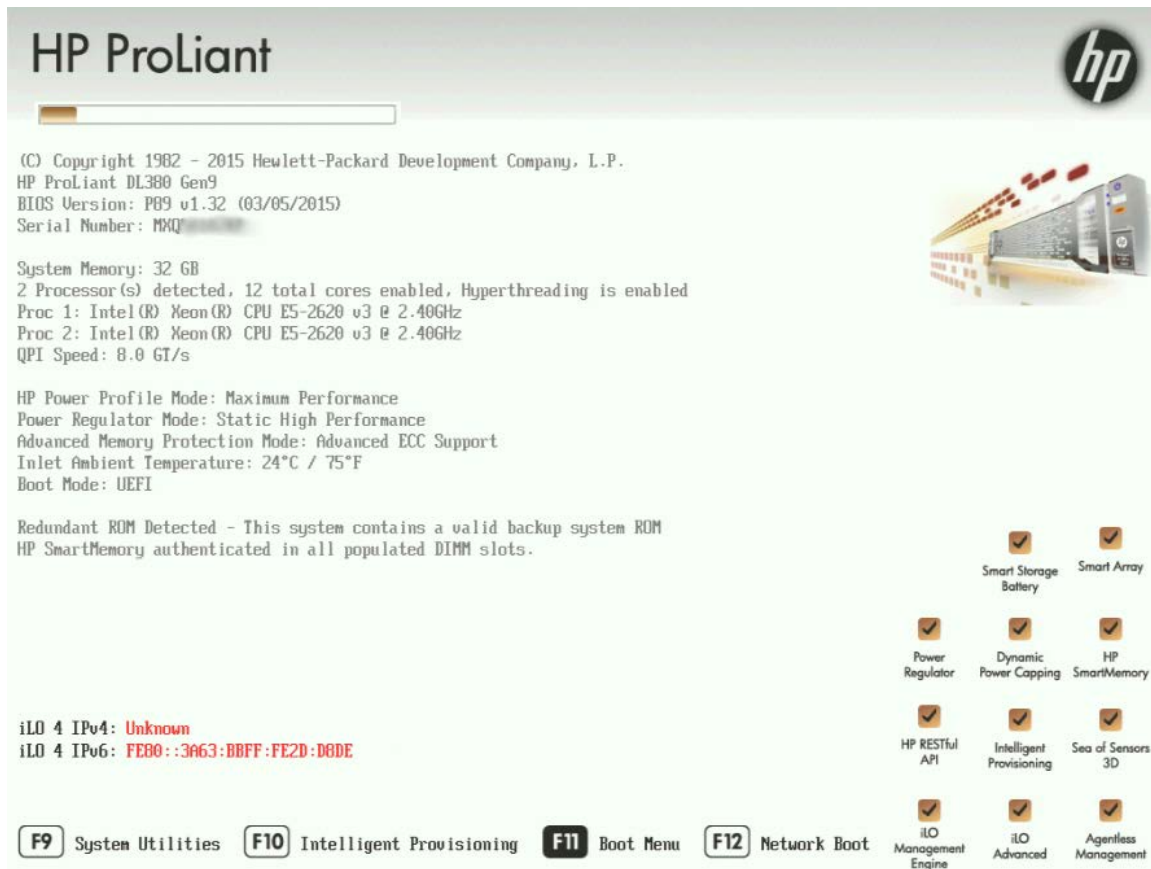 HP ProLiant
hp
(C) Copyright 1982 - 2015 Hewlett-Packard Development Company, L.P.
HP ProLiant DL380 Gen9
BIOS Version: P89 v1.32 (03/05/2015)
Serial Number: MXQ
System Memory: 32 GB
2 Processor(s) detected, 12 total cores enabled, Hyperthreading is enabled
Proc 1: Intel(R) Xeon(R) CPU E5-2620 v3 @ 2.40GHz
Proc 2: Intel(R) Xeon(R) CPU E5-2620 v3 @ 2.40GHz
QPI Speed: 8.0 GT/s
HP Power Profile Mode: Maximum Performance
Power Regulator Mode: Static High Performance
Advanced Memory Protection Mode: Advanced ECC Support
Inlet Ambient Temperature: 24°C / 75°F
Boot Mode: UEFI
Redundant ROM Detected - This system contains a valid backup system ROM
HP SmartMemory authenticated in all populated DIMM slots.
Smart Storage
Battery
Smart Array
Power
Regulator
Dynamic
Power Capping
HP
SmartMemory
iLO 4 IPv4: Unknown
iLO 4 IPv6: FE80::3A63:BBFF:FE2D:D8DE
HP RESTful
API
Intelligent
Provisioning
Sea of Sensors
3D
F9 System Utilities F10 Intelligent Provisioning F11 Boot Menu F12 Network Boot
iLO
Management
Engine
iLO
Advanced
Agentless
Management